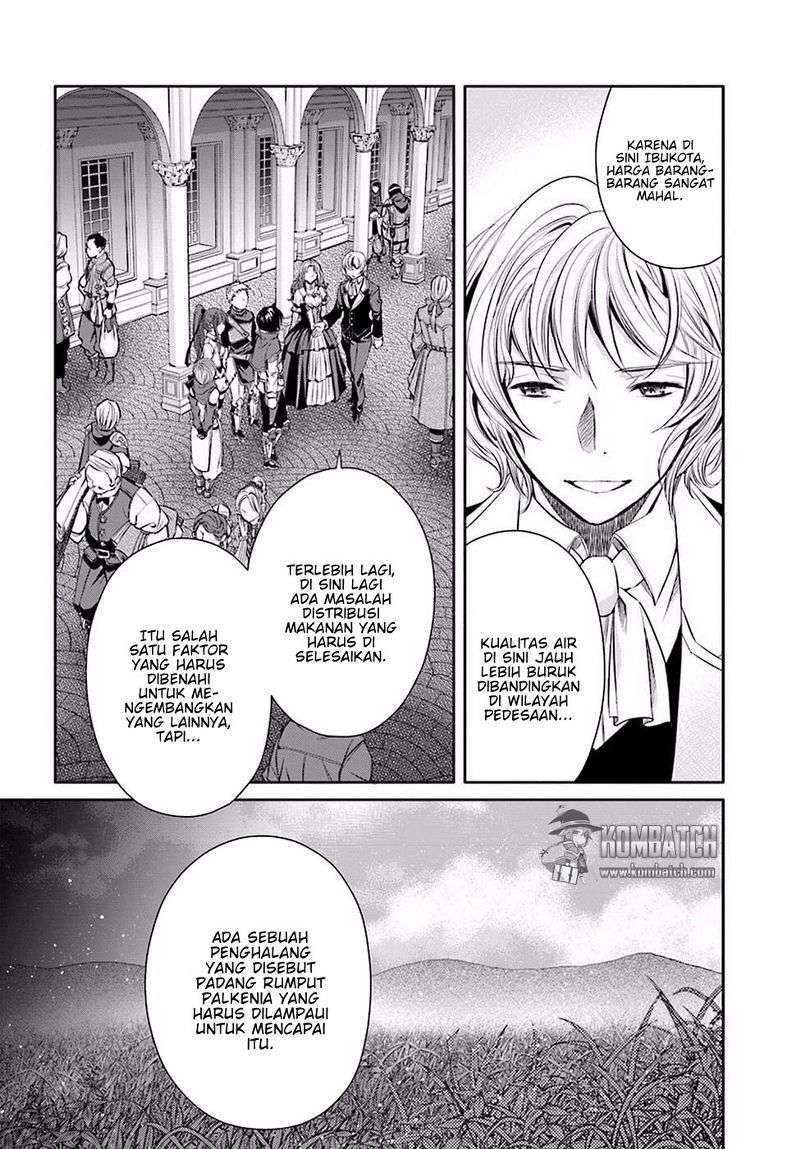 KARENA DI
SINI IBUKOTA,
HARGA BARANG-
BARANG SANGAT
MAHAL.
KUALITAS AIR
DI SINI JAUH
LEBIH BURUK
DIBANDINGKAN
DI WILAYAH
PEDESAAN...
TERLEBIH LAGI,
DI SINI LAGI
ADA MASALAH
DISTRIBUSI
MAKANAN YANG
HARUS DI
SELESAIKAN.
ITU SALAH
SATU FAKTOR
YANG HARUS
DIBENAHI
UNTUK ME-
NGEMBANGKAN
YANG LAINNYA,
TAPI...
KOMBATCH
www.kombatch.com
ADA SEBUAH
PENGHALANG
YANG DISEBUT
PADANG RUMPUT
PALKENIA YANG
HARUS DILAMPAUI
UNTUK MENCAPAI
ITU.